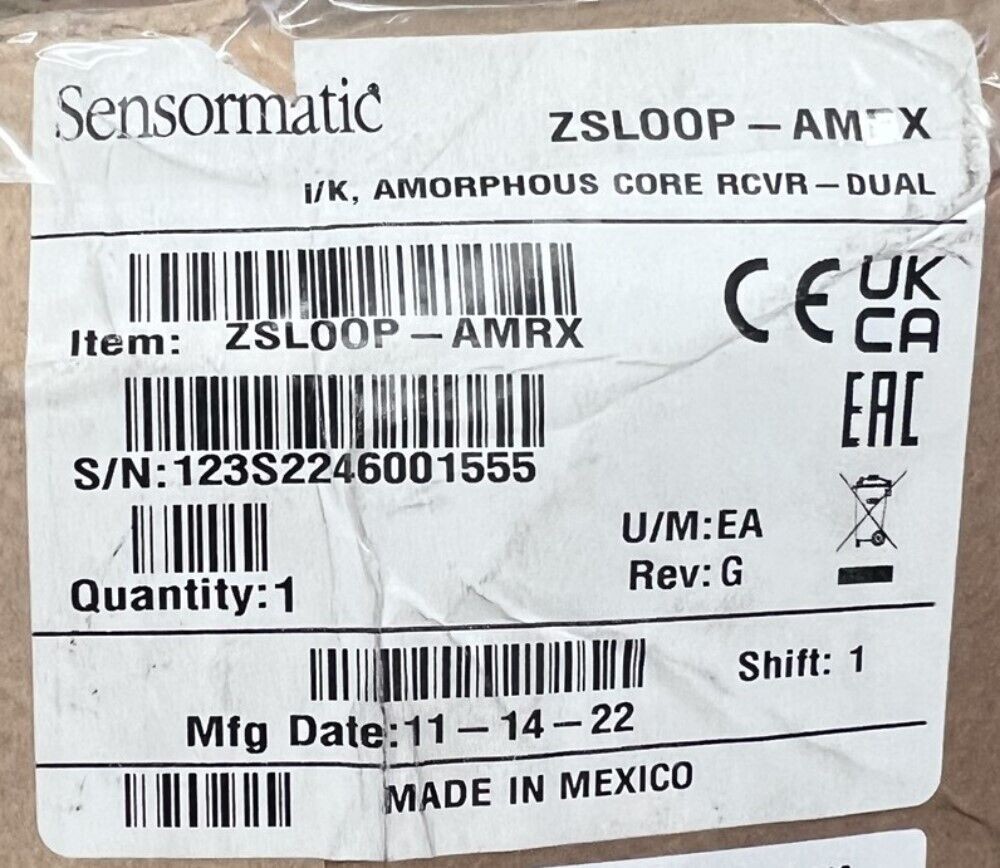 Sensormatic
ZSLOOP - AMRX
I/K, AMORPHOUS CORE RCVR - DUAL
Item: ZSLOOP - AMRX
CE
UK
CA
EAC
S/N: 123S2246001555
U/M: EA
Quantity: 1
Rev: G
Shift: 1
Mfg Date: 11 - 14 - 22
MADE IN MEXICO